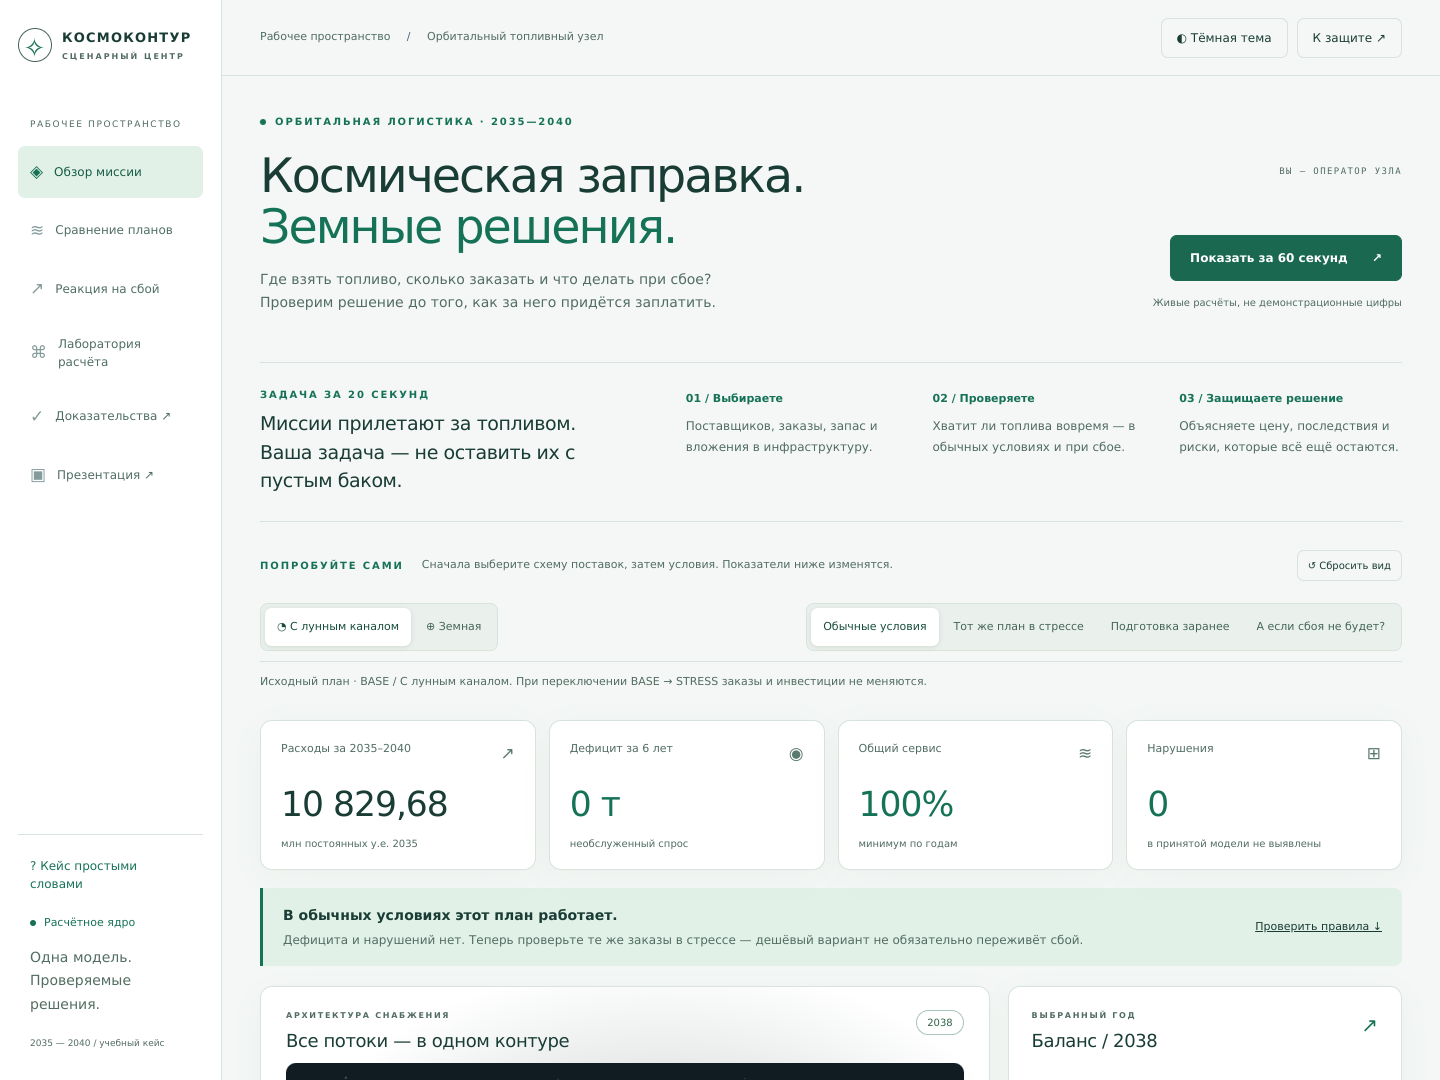 КОСМОКОНТУР
СЦЕНАРНЫЙ ЦЕНТР
РАБОЧЕЕ ПРОСТРАНСТВО
Обзор миссии
Сравнение планов
Реакция на сбой
Лаборатория
расчёта
Доказательства ↗
Презентация ↗
? Кейс простыми
словами
Расчётное ядро
Одна модель.
Проверяемые
решения.
2035 — 2040 / учебный кейс
Рабочее пространство / Орбитальный топливный узел
◐ Тёмная тема
К защите ↗
ОРБИТАЛЬНАЯ ЛОГИСТИКА · 2035—2040
Космическая заправка.
Земные решения.
Где взять топливо, сколько заказать и что делать при сбое?
Проверим решение до того, как за него придётся заплатить.
ВЫ — ОПЕРАТОР УЗЛА
Показать за 60 секунд ↗
Живые расчёты, не демонстрационные цифры
ЗАДАЧА ЗА 20 СЕКУНД
Миссии прилетают за топливом.
Ваша задача — не оставить их с
пустым баком.
01 / Выбираете
Поставщиков, заказы, запас и
вложения в инфраструктуру.
02 / Проверяете
Хватит ли топлива вовремя — в
обычных условиях и при сбое.
03 / Защищаете решение
Объясняете цену, последствия и
риски, которые всё ещё остаются.
ПОПРОБУЙТЕ САМИ
Сначала выберите схему поставок, затем условия. Показатели ниже изменятся.
↺ Сбросить вид
◔ С лунным каналом
⊕ Земная
Обычные условия
Тот же план в стрессе
Подготовка заранее
А если сбоя не будет?
Исходный план · BASE / С лунным каналом. При переключении BASE → STRESS заказы и инвестиции не меняются.
Расходы за 2035–2040 ↗
10 829,68
млн постоянных у.е. 2035
Дефицит за 6 лет
0 т
необслуженный спрос
Общий сервис
100%
минимум по годам
Нарушения
0
в принятой модели не выявлены
В обычных условиях этот план работает.
Дефицита и нарушений нет. Теперь проверьте те же заказы в стрессе — дешёвый вариант не обязательно переживёт сбой.
Проверить правила ↓
АРХИТЕКТУРА СНАБЖЕНИЯ
Все потоки — в одном контуре
2038
ВЫБРАННЫЙ ГОД
Баланс / 2038
↗